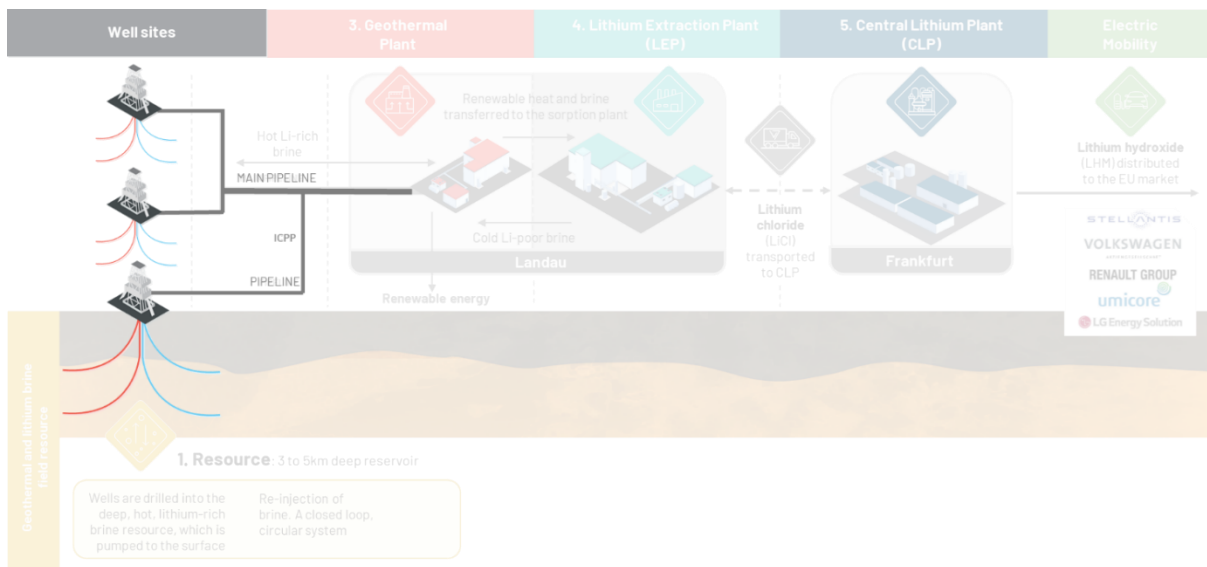 Well sites
3. Geothermal
Plant
4. Lithium Extraction Plant
(LEP)
5. Central Lithium Plant
(CLP)
Electric
Mobility
Renewable heat and brine
transferred to the sorption plant
Hot Li-rich
brine
MAIN PIPELINE
ICPP
PIPELINE
Cold Li-poor brine
Landau
Renewable energy
Lithium
chloride
(LiCl)
transported
to CLP
Frankfurt
Lithium hydroxide
(LHM) distributed
to the EU market
STELLANTIS
VOLKSWAGEN
RENAULT GROUP
umicore
LG Energy Solution
Geothermal and lithium brine
field resource
1. Resource: 3 to 5km deep reservoir
Wells are drilled into the
deep, hot, lithium-rich
brine resource, which is
pumped to the surface
Re-injection of
brine. A closed loop,
circular system